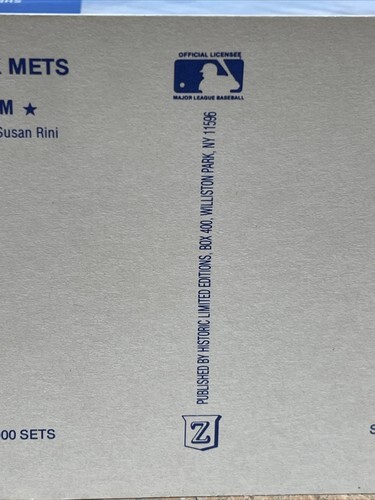 METS
OFFICIAL LICENSEE
MAJOR LEAGUE BASEBALL
M ★
Susan Rini
PUBLISHED BY HISTORIC LIMITED EDITIONS, BOX 400, WILLISTON PARK, NY 11596
00 SETS
S
Z